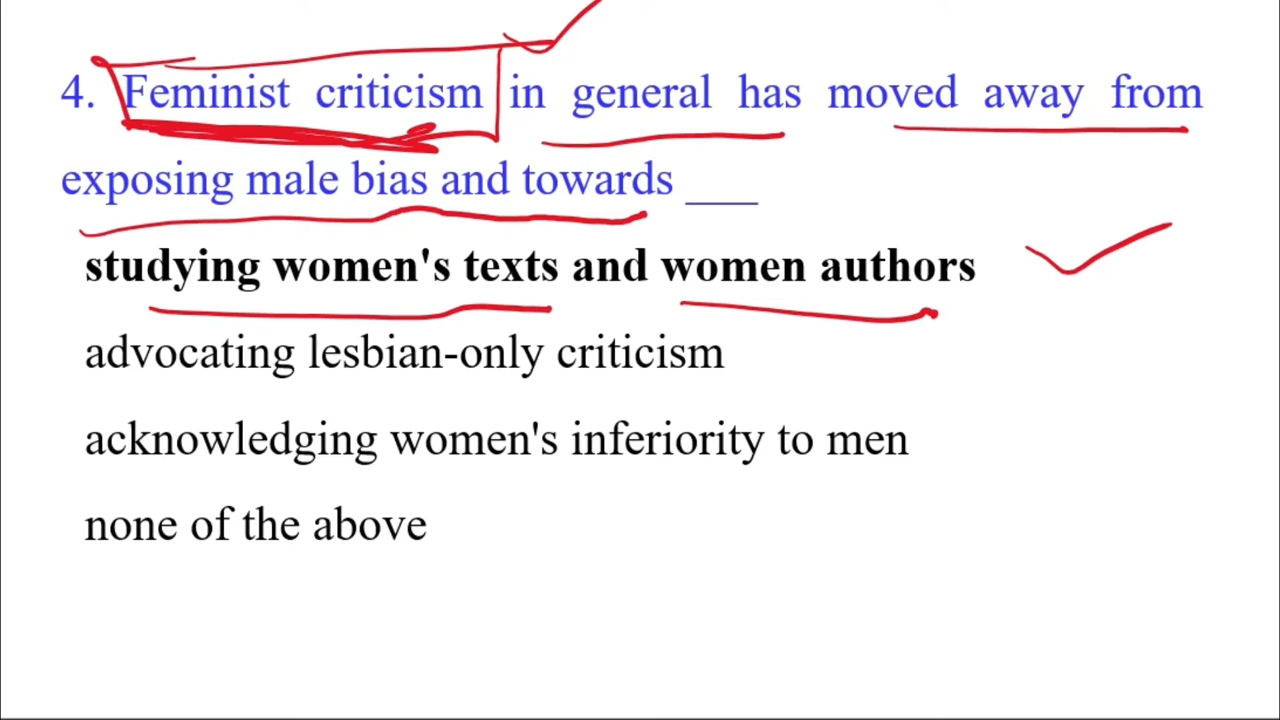 4. Feminist criticism in general has moved away from
exposing male bias and towards ___
studying women's texts and women authors
advocating lesbian-only criticism
acknowledging women's inferiority to men
none of the above